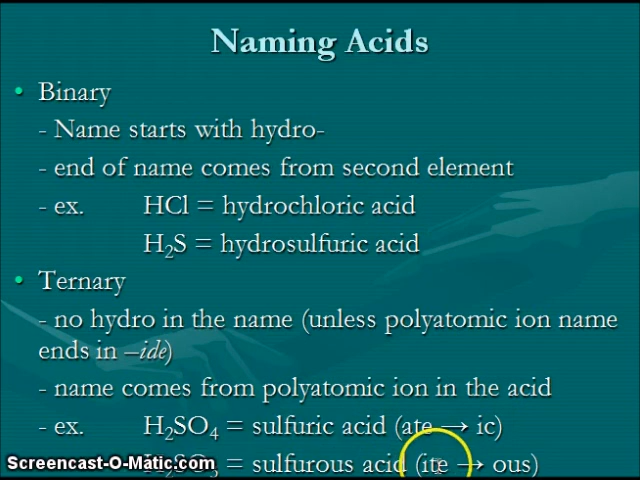 Naming Acids
• Binary
- Name starts with hydro-
- end of name comes from second element
- ex. HCl = hydrochloric acid
H₂S = hydrosulfuric acid
• Ternary
- no hydro in the name (unless polyatomic ion name
ends in –ide)
- name comes from polyatomic ion in the acid
- ex. H₂SO₄ = sulfuric acid (ate → ic)
H₂SO₃ = sulfurous acid (ite → ous)
Screencast-O-Matic.com